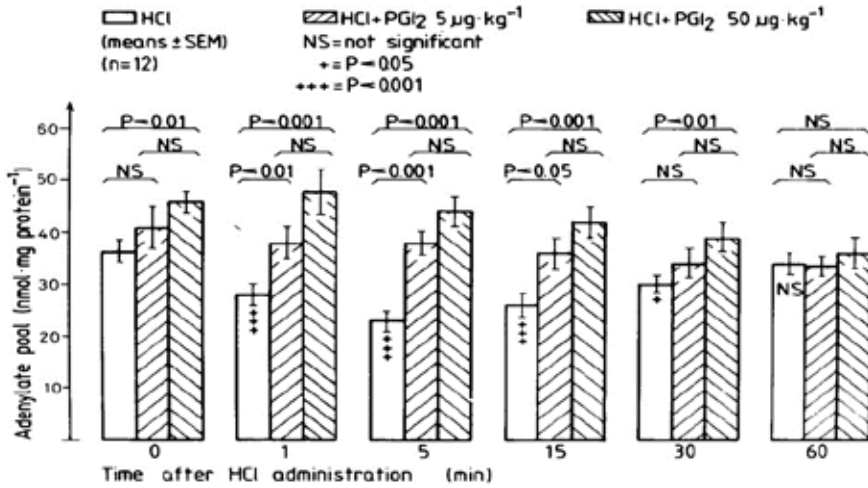 HCl
HCl+PGI2 5 µg·kg⁻¹
HCl+PGI2 50 µg·kg⁻¹
(means ± SEM)
NS=not significant
(n=12)
+=P=0.05
+++=P=0.001
Adenylate pool (nmol·mg protein⁻¹)
60
50
40
30
20
10
P=0.01
NS
NS
P=0.001
NS
P=0.01
P=0.001
NS
P=0.001
P=0.001
NS
P=0.05
P=0.01
NS
NS
NS
NS
NS
+++
+++
+++
+
NS
0 1 5 15 30 60
Time after HCl administration (min)